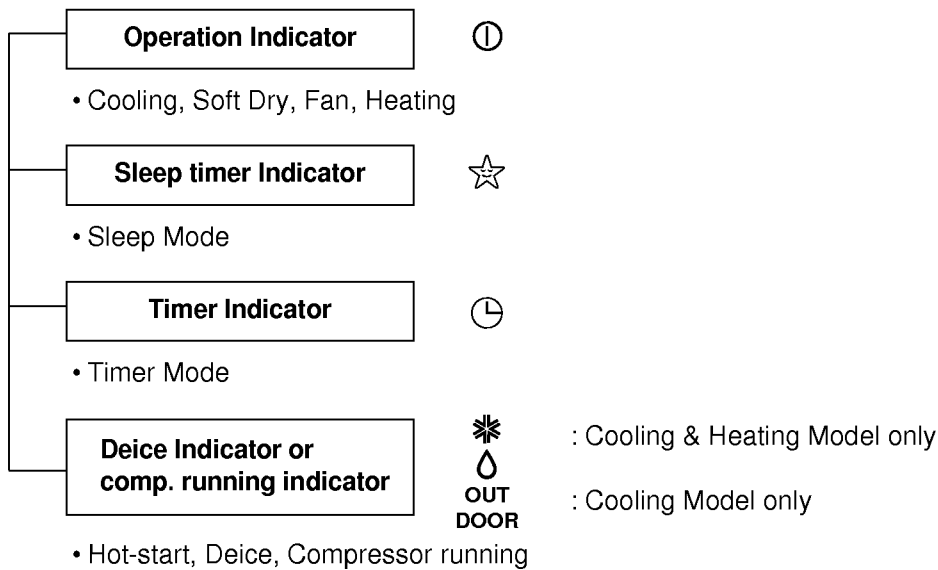 Operation Indicator
• Cooling, Soft Dry, Fan, Heating
Sleep timer Indicator
• Sleep Mode
Timer Indicator
• Timer Mode
Deice Indicator or
comp. running indicator
: Cooling & Heating Model only
OUT
DOOR
: Cooling Model only
• Hot-start, Deice, Compressor running